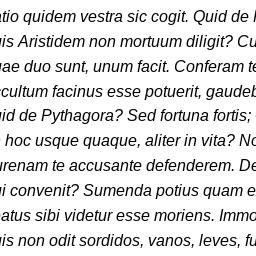 atio quidem vestra sic cogit. Quid de
uis Aristidem non mortuum diligit? Cu
uae duo sunt, unum facit. Conferam te
ccultum facinus esse potuerit, gaudeb
uid de Pythagora? Sed fortuna fortis;
hoc usque quaque, aliter in vita? No
urenam te accusante defenderem. De
ui convenit? Sumenda potius quam e
eatus sibi videtur esse moriens. Immo
uis non odit sordidos, vanos, leves, fu